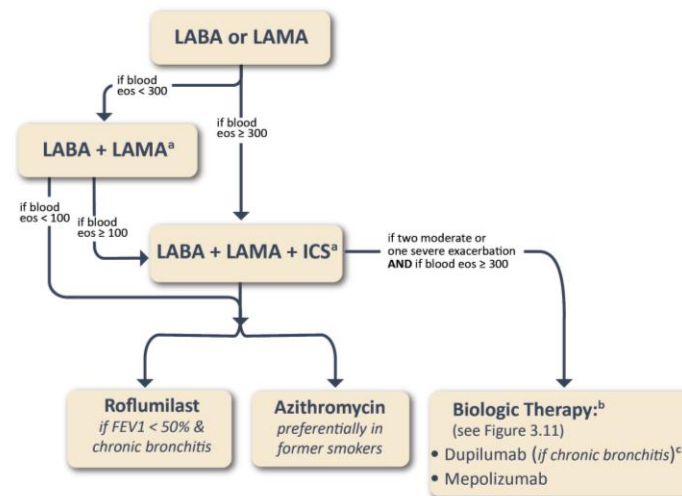 LABA or LAMA
if blood
eos < 300
if blood
eos ≥ 300
LABA + LAMAᵃ
if blood
eos < 100
if blood
eos ≥ 100
LABA + LAMA + ICSᵃ
if two moderate or
one severe exacerbation
AND if blood eos ≥ 300
Roflumilast
if FEV1 < 50% &
chronic bronchitis
Azithromycin
preferentially in
former smokers
Biologic Therapy:ᵇ
(see Figure 3.11)
• Dupilumab (if chronic bronchitis)ᶜ
• Mepolizumab